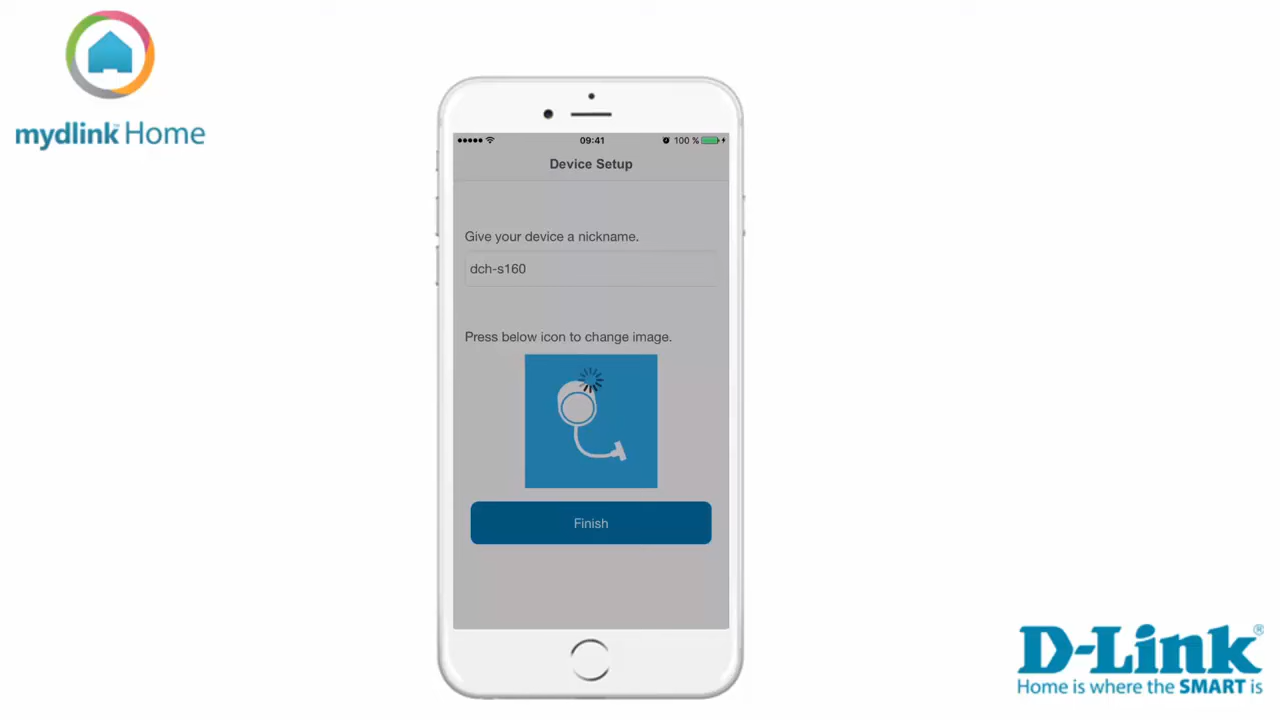 mydlink™ Home
09:41
100 %
Device Setup
Give your device a nickname.
dch-s160
Press below icon to change image.
Finish
D-Link®
Home is where the SMART is